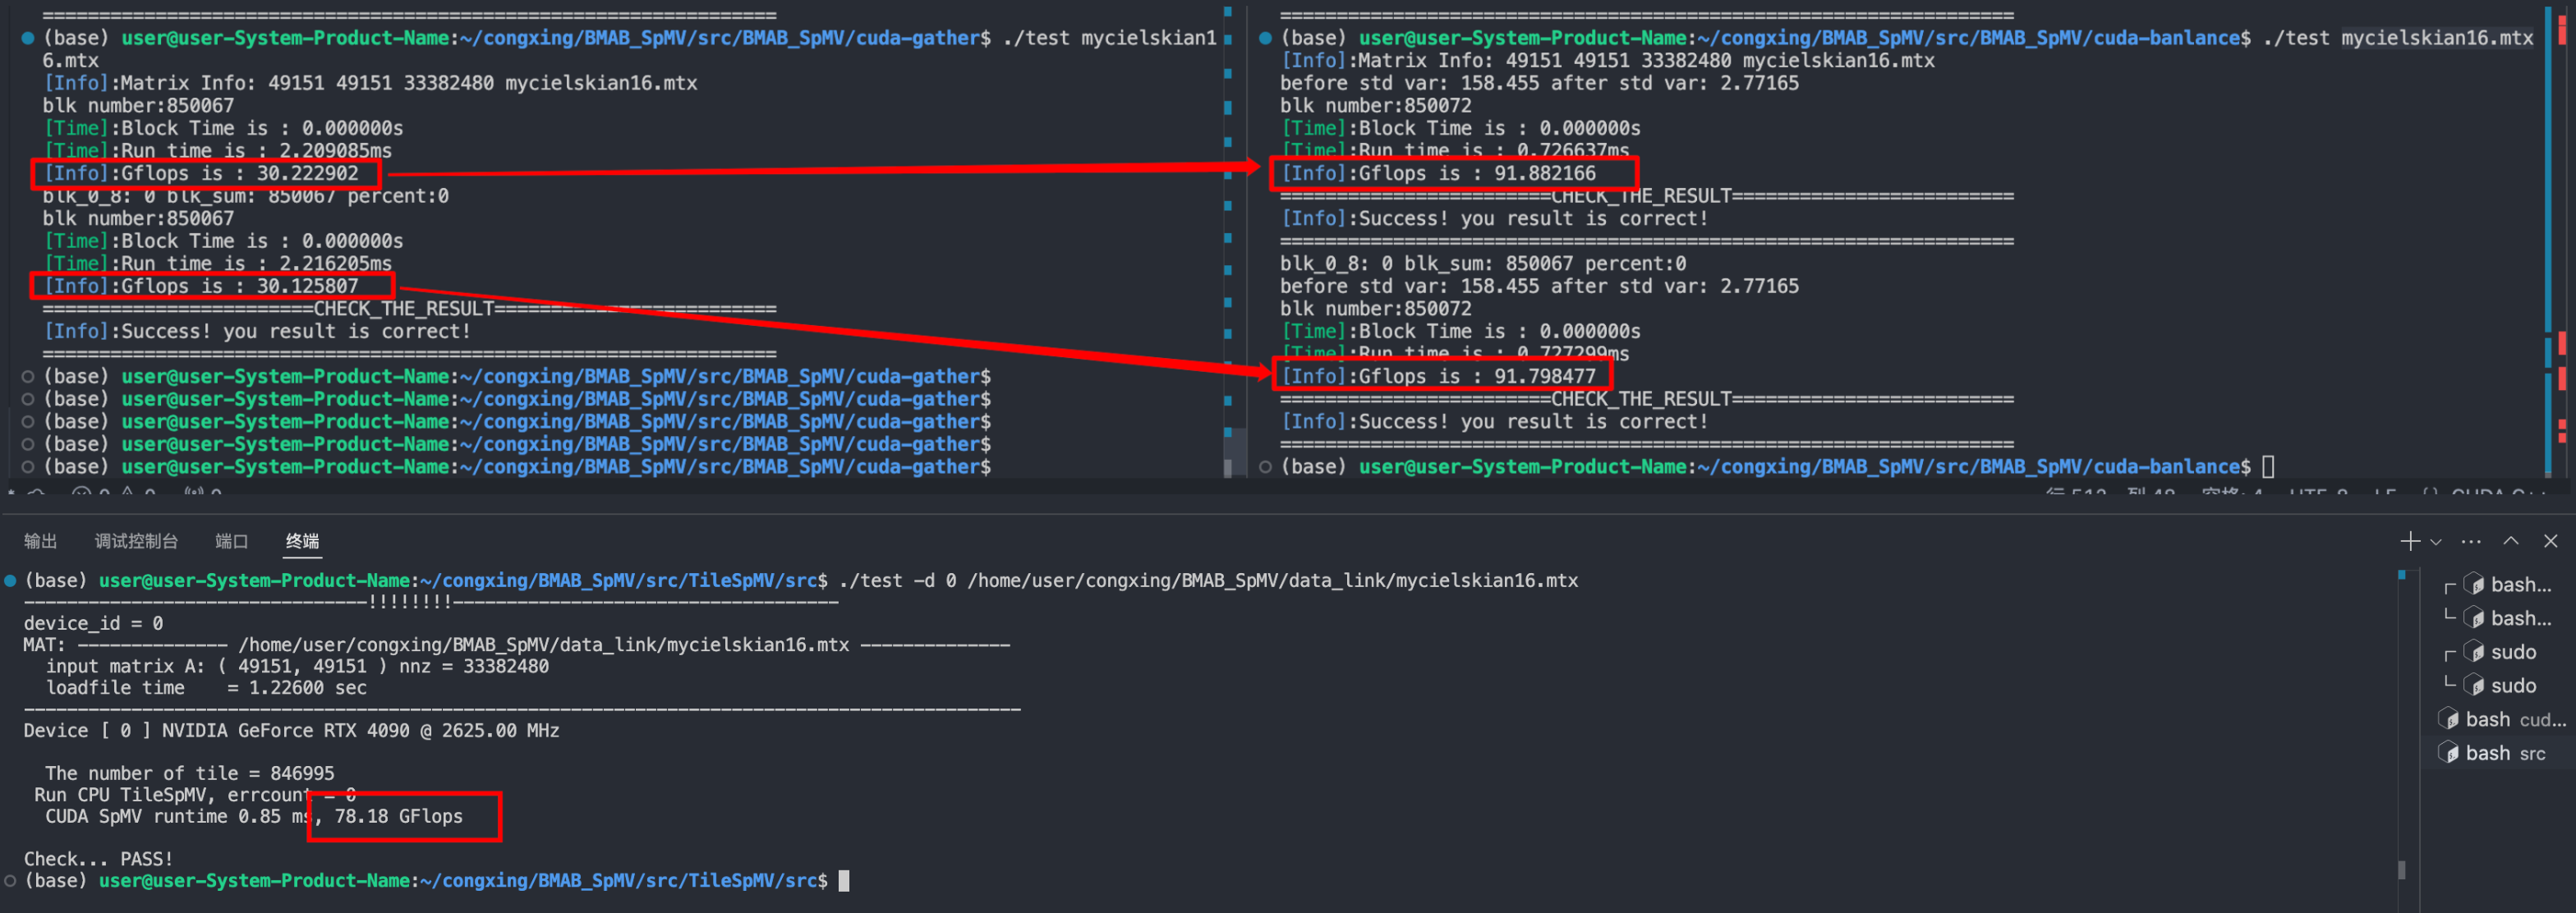 ================================================================
(base) user@user-System-Product-Name:~/congxing/BMAB_SpMV/src/BMAB_SpMV/cuda-gather$ ./test mycielskian1
6.mtx
[Info]:Matrix Info: 49151 49151 33382480 mycielskian16.mtx
blk number:850067
[Time]:Block Time is : 0.000000s
[Time]:Run time is : 2.209085ms
[Info]:Gflops is : 30.222902
blk_0_8: 0 blk_sum: 850067 percent:0
blk number:850067
[Time]:Block Time is : 0.000000s
[Time]:Run time is : 2.216205ms
[Info]:Gflops is : 30.125807
========================CHECK_THE_RESULT=========================
[Info]:Success! you result is correct!
=================================================================
(base) user@user-System-Product-Name:~/congxing/BMAB_SpMV/src/BMAB_SpMV/cuda-gather$
(base) user@user-System-Product-Name:~/congxing/BMAB_SpMV/src/BMAB_SpMV/cuda-gather$
(base) user@user-System-Product-Name:~/congxing/BMAB_SpMV/src/BMAB_SpMV/cuda-gather$
(base) user@user-System-Product-Name:~/congxing/BMAB_SpMV/src/BMAB_SpMV/cuda-gather$
(base) user@user-System-Product-Name:~/congxing/BMAB_SpMV/src/BMAB_SpMV/cuda-gather$
=================================================================
(base) user@user-System-Product-Name:~/congxing/BMAB_SpMV/src/BMAB_SpMV/cuda-banlance$ ./test mycielskian16.mtx
[Info]:Matrix Info: 49151 49151 33382480 mycielskian16.mtx
before std var: 158.455 after std var: 2.77165
blk number:850072
[Time]:Block Time is : 0.000000s
[Time]:Run time is : 0.726637ms
[Info]:Gflops is : 91.882166
========================CHECK_THE_RESULT=========================
[Info]:Success! you result is correct!
=================================================================
blk_0_8: 0 blk_sum: 850067 percent:0
before std var: 158.455 after std var: 2.77165
blk number:850072
[Time]:Block Time is : 0.000000s
[Time]:Run time is : 0.727299ms
[Info]:Gflops is : 91.798477
========================CHECK_THE_RESULT=========================
[Info]:Success! you result is correct!
=================================================================
(base) user@user-System-Product-Name:~/congxing/BMAB_SpMV/src/BMAB_SpMV/cuda-banlance$
行 512, 列 48 空格: 4 UTF-8 LF {} CUDA C++
输出 调试控制台 端口 终端
(base) user@user-System-Product-Name:~/congxing/BMAB_SpMV/src/TileSpMV/src$ ./test -d 0 /home/user/congxing/BMAB_SpMV/data_link/mycielskian16.mtx
--------------------------------!!!!!!!!------------------------------------
device_id = 0
MAT: -------------- /home/user/congxing/BMAB_SpMV/data_link/mycielskian16.mtx --------------
input matrix A: ( 49151, 49151 ) nnz = 33382480
loadfile time = 1.22600 sec
---------------------------------------------------------------------------------------------
Device [ 0 ] NVIDIA GeForce RTX 4090 @ 2625.00 MHz
The number of tile = 846995
Run CPU TileSpMV, errcount = 0
CUDA SpMV runtime 0.85 ms, 78.18 GFlops
Check... PASS!
(base) user@user-System-Product-Name:~/congxing/BMAB_SpMV/src/TileSpMV/src$
bash...
bash...
sudo
sudo
bash cud...
bash src